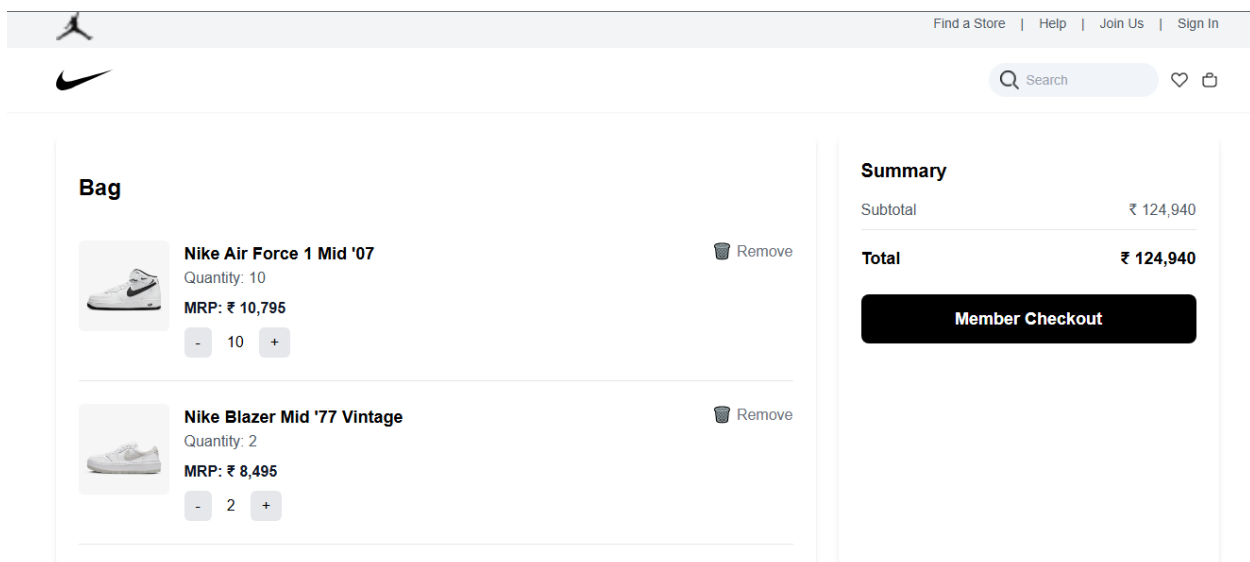 Find a Store | Help | Join Us | Sign In
Search
Bag
Nike Air Force 1 Mid '07
Remove
Quantity: 10
MRP: ₹ 10,795
- 10 +
Nike Blazer Mid '77 Vintage
Remove
Quantity: 2
MRP: ₹ 8,495
- 2 +
Summary
Subtotal ₹ 124,940
Total ₹ 124,940
Member Checkout